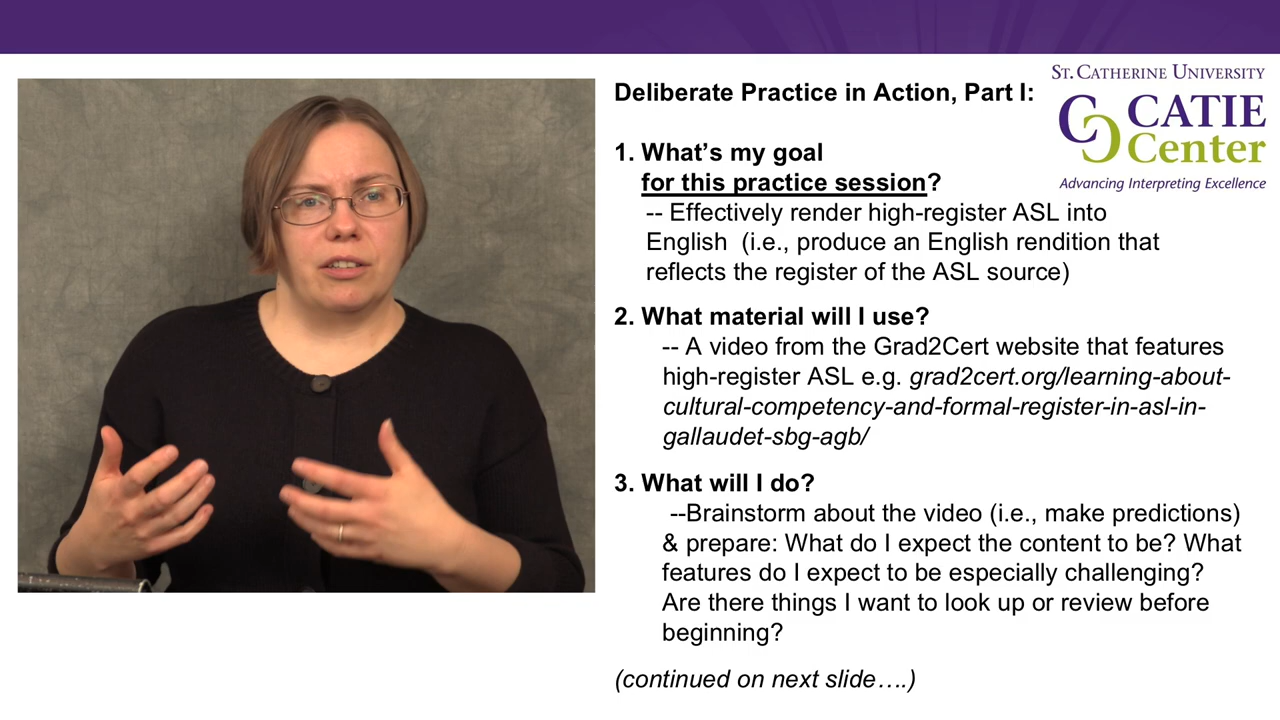 Deliberate Practice in Action, Part I:
ST. CATHERINE UNIVERSITY
CATIE
Center
Advancing Interpreting Excellence
1. What’s my goal
for this practice session?
-- Effectively render high-register ASL into
English (i.e., produce an English rendition that
reflects the register of the ASL source)
2. What material will I use?
-- A video from the Grad2Cert website that features
high-register ASL e.g. grad2cert.org/learning-about-
cultural-competency-and-formal-register-in-asl-in-
gallaudet-sbg-agb/
3. What will I do?
--Brainstorm about the video (i.e., make predictions)
& prepare: What do I expect the content to be? What
features do I expect to be especially challenging?
Are there things I want to look up or review before
beginning?
(continued on next slide….)